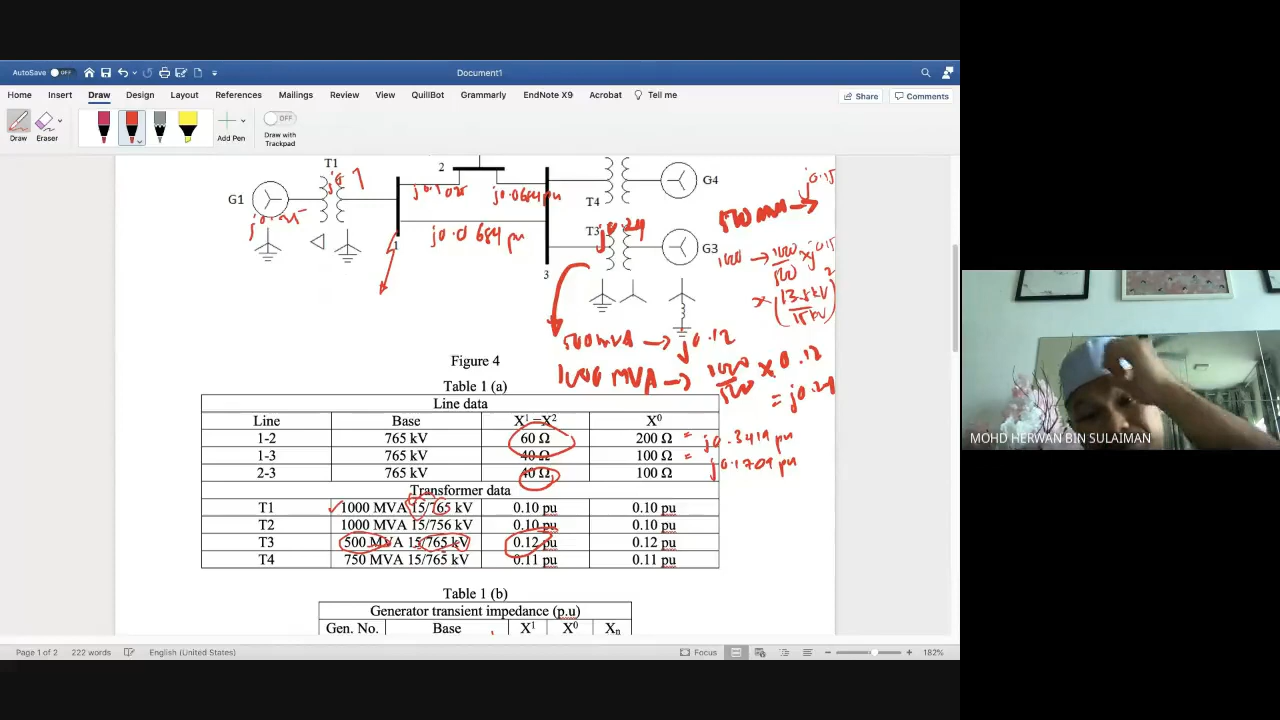 AutoSave OFF
Document1
Home Insert Draw Design Layout References Mailings Review View QuillBot Grammarly EndNote X9 Acrobat Tell me
Share Comments
Draw Eraser Add Pen Draw with Trackpad
OFF
T1
2
G1
T4
G4
T3
G3
1
3
j0.0684 pu
j0.0684 pu
j0.24
j0.15
500 MVA → j0.12
1000 MVA → 1000/500 × 0.12
= j0.24
Figure 4
Table 1 (a)
Line data
Line Base X¹ =X² X⁰
1-2 765 kV 60 Ω 200 Ω = j0.3419 pu
1-3 765 kV 40 Ω 100 Ω = j0.1709 pu
2-3 765 kV 40 Ω 100 Ω
Transformer data
T1 1000 MVA 15/765 kV 0.10 pu 0.10 pu
T2 1000 MVA 15/756 kV 0.10 pu 0.10 pu
T3 500 MVA 15/765 kV 0.12 pu 0.12 pu
T4 750 MVA 15/765 kV 0.11 pu 0.11 pu
Table 1 (b)
Generator transient impedance (p.u)
Gen. No. Base X¹ X⁰ Xn
Page 1 of 2 222 words English (United States) Focus 182%
MOHD HERWAN BIN SULAIMAN